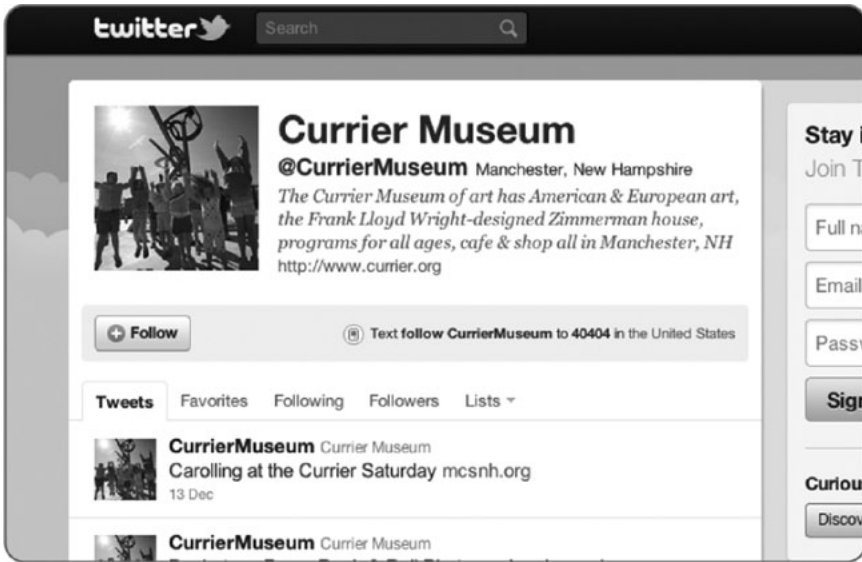 twitter
Search
Currier Museum
@CurrierMuseum Manchester, New Hampshire
The Currier Museum of art has American & European art,
the Frank Lloyd Wright-designed Zimmerman house,
programs for all ages, cafe & shop all in Manchester, NH
http://www.currier.org
Follow
Text follow CurrierMuseum to 40404 in the United States
Tweets Favorites Following Followers Lists
CurrierMuseum Currier Museum
Carolling at the Currier Saturday mcsnh.org
13 Dec
CurrierMuseum Currier Museum
Stay i
Join T
Full na
Email
Passw
Sign
Curiou
Discov